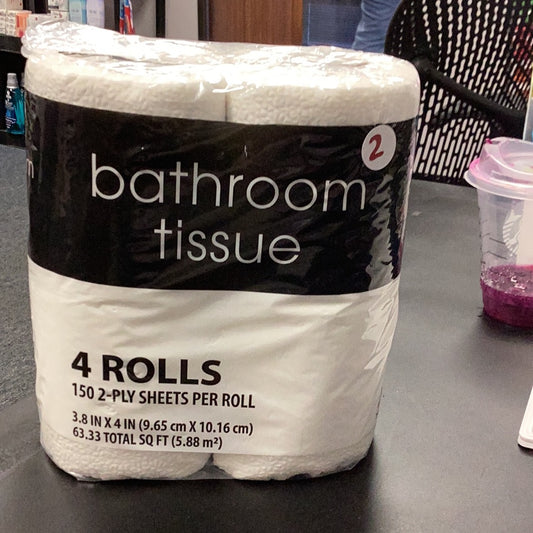 2
bathroom
tissue
4 ROLLS
150 2-PLY SHEETS PER ROLL
3.8 IN X 4 IN (9.65 cm X 10.16 cm)
63.33 TOTAL SQ FT (5.88 m²)